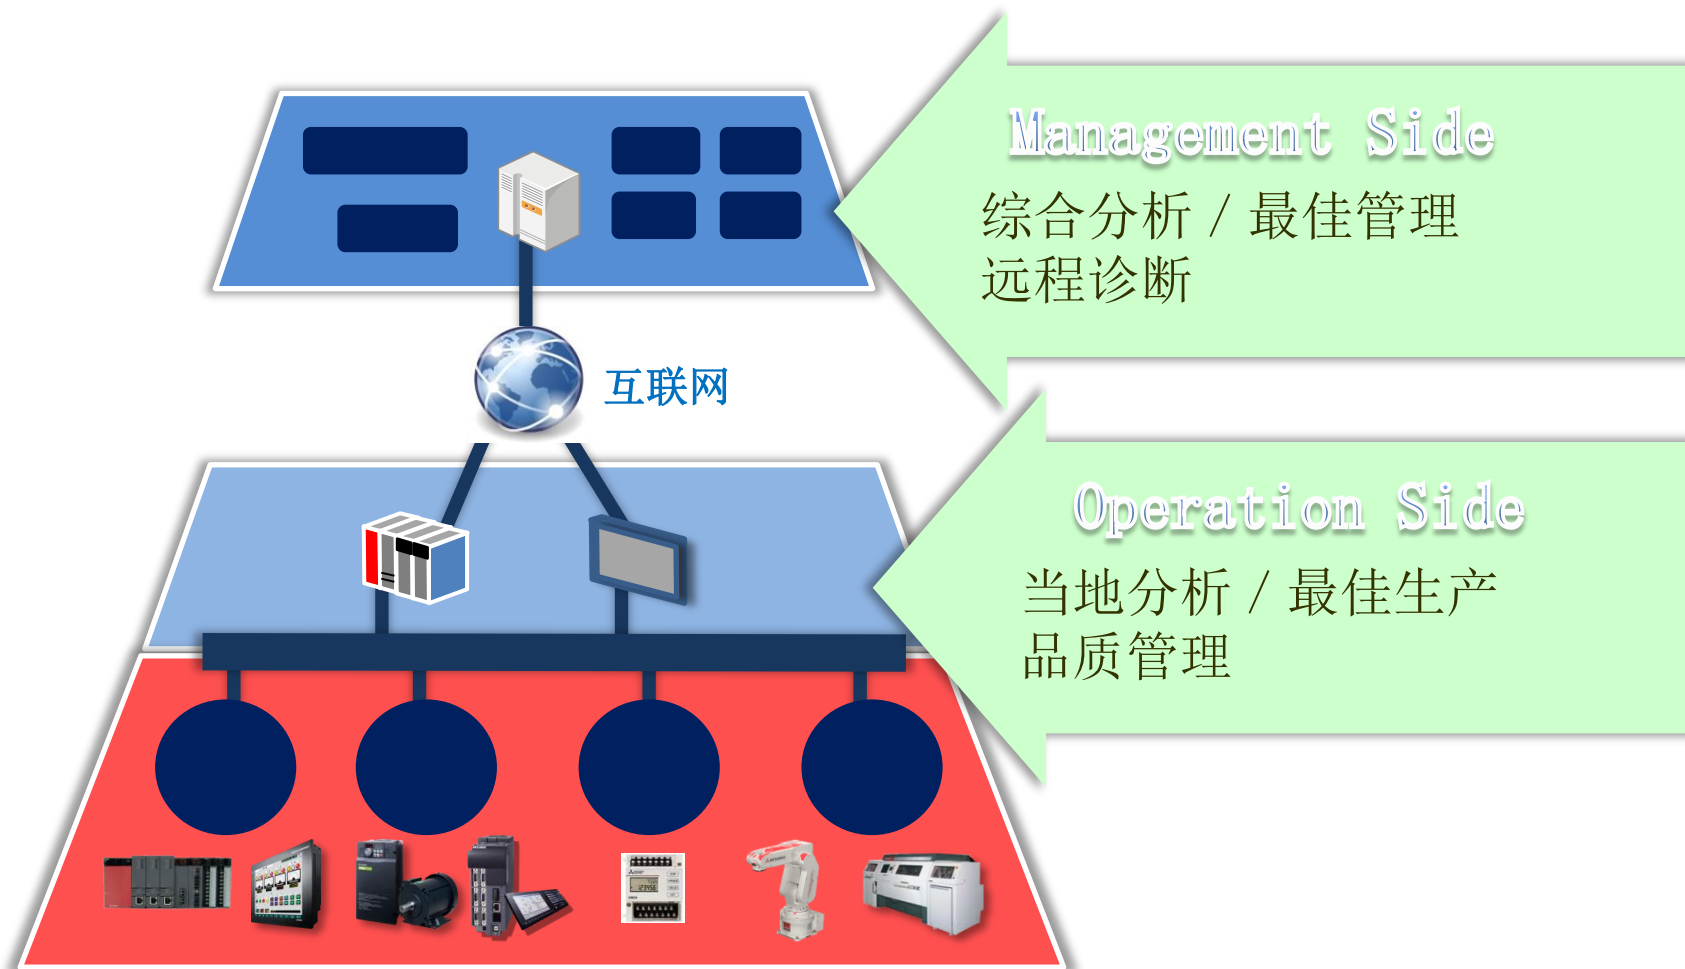 Management Side
综合分析 / 最佳管理
远程诊断
互联网
Operation Side
当地分析 / 最佳生产
品质管理